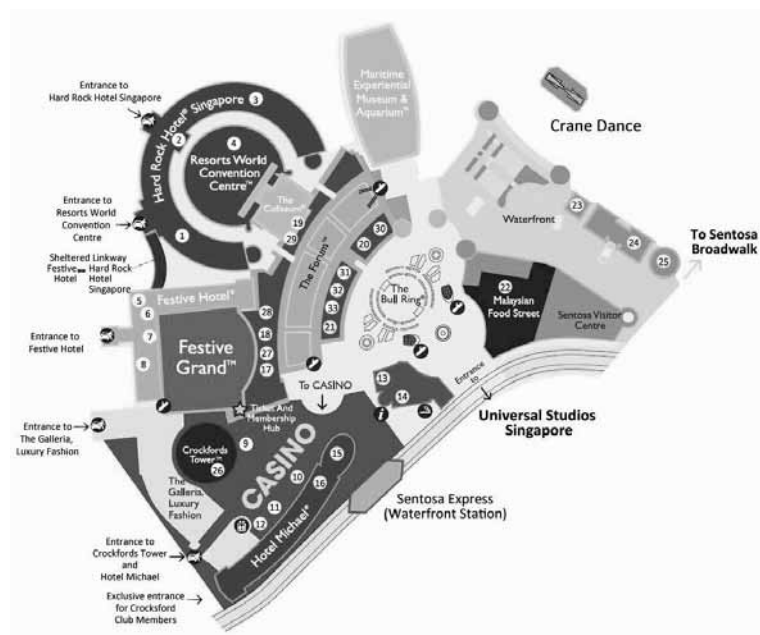 Entrance to
Hard Rock Hotel Singapore
Hard Rock Hotel® Singapore
3
2
4
Resorts World
Convention
Centre™
1
Entrance to
Resorts World
Convention
Centre
Sheltered Linkway
Festive Hard Rock
Hotel Hotel
Singapore
Maritime
Experiential
Museum &
Aquarium™
Crane Dance
The
Coliseum
19
29
The Forum™
30
20
31
32
33
21
The
Bull Ring®
Waterfront
23
24
25
To Sentosa
Broadwalk
22
Malaysian
Food Street
Sentosa Visitor
Centre
5
Festive Hotel®
6
7
8
Festive
Grand™
28
18
27
17
Entrance to
Festive Hotel
To CASINO
13
14
Entrance
to
Universal Studios
Singapore
Ticket And
Membership
Hub
Entrance to
The Galleria,
Luxury Fashion
Crockfords
Tower™
26
9
CASINO
15
10
16
11
12
Hotel Michael®
The
Galleria,
Luxury
Fashion
Sentosa Express
(Waterfront Station)
Entrance to
Crockfords Tower
and
Hotel Michael
Exclusive entrance
for Crocksford
Club Members